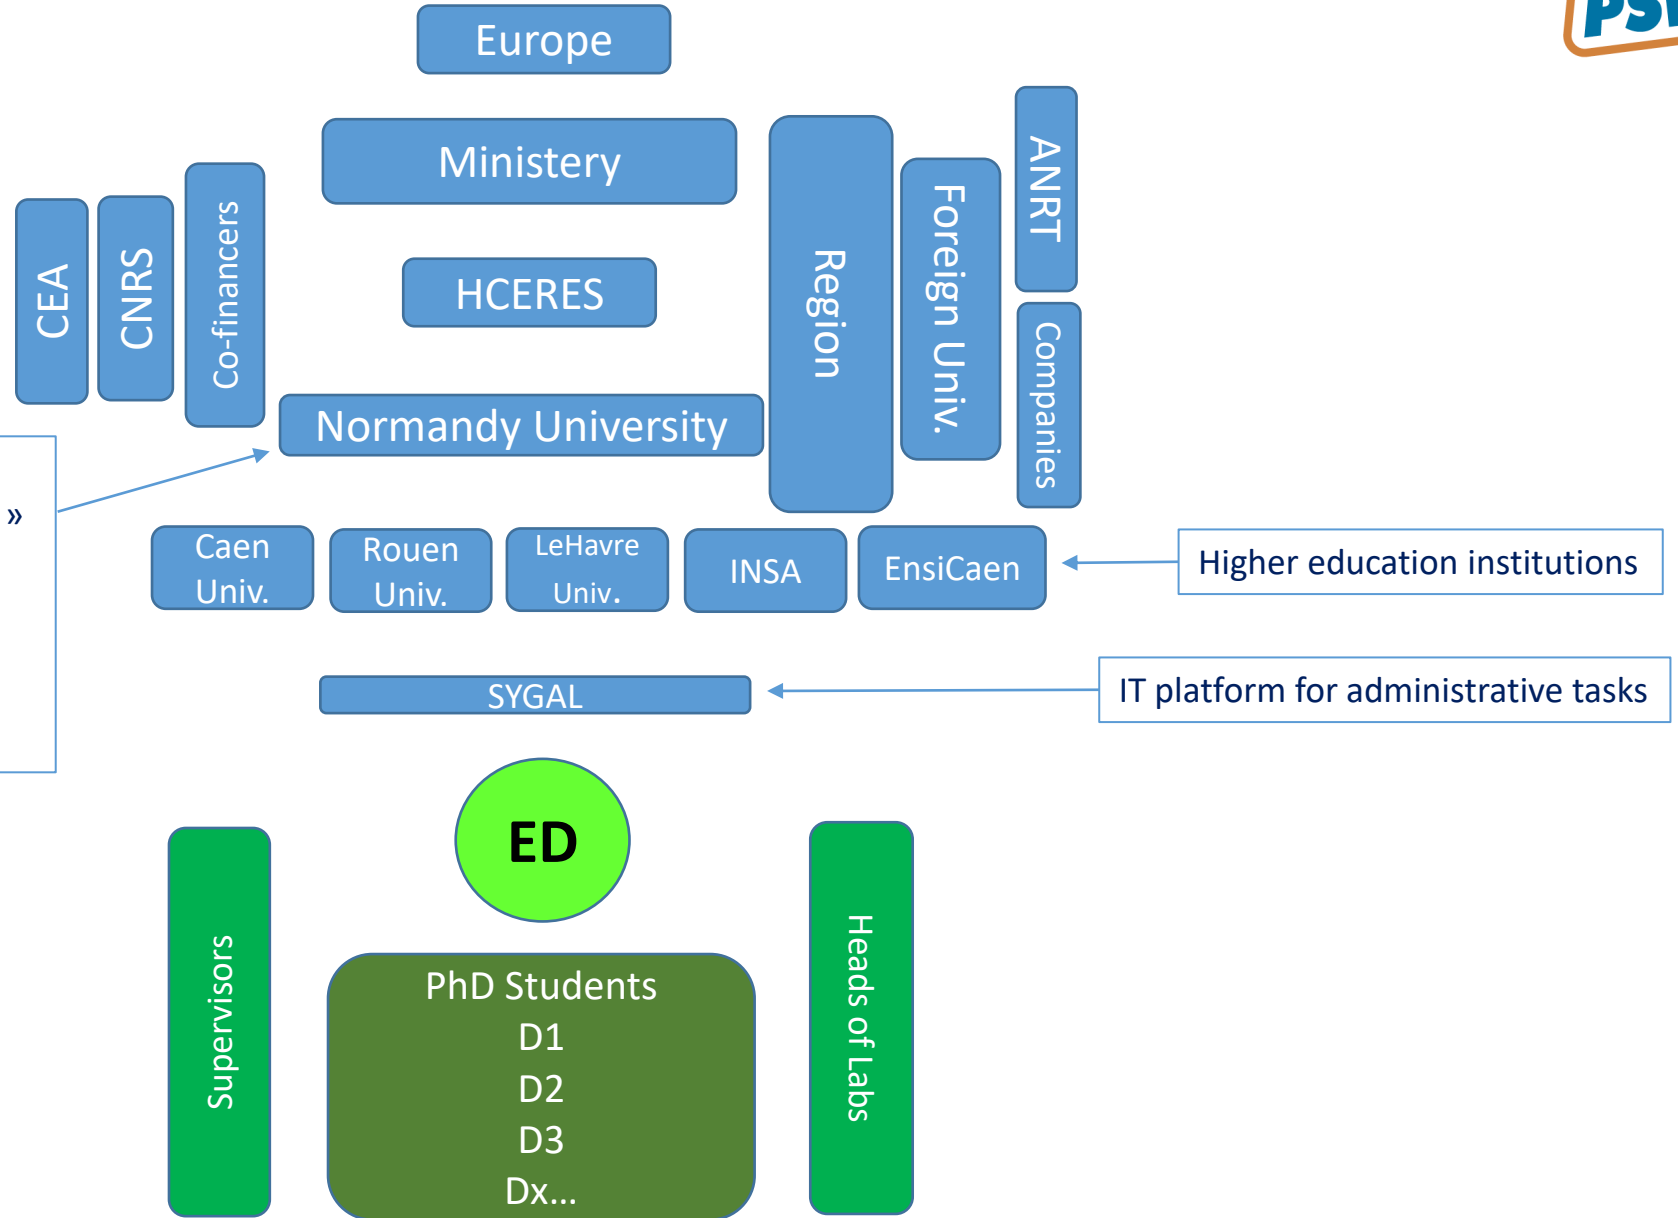 Europe
Ministery
HCERES
Normandy University
CEA
CNRS
Co-financers
Region
Foreign Univ.
ANRT
Companies
»
Caen
Univ.
Rouen
Univ.
LeHavre
Univ.
INSA
EnsiCaen
Higher education institutions
SYGAL
IT platform for administrative tasks
ED
Supervisors
PhD Students
D1
D2
D3
Dx...
Heads of Labs